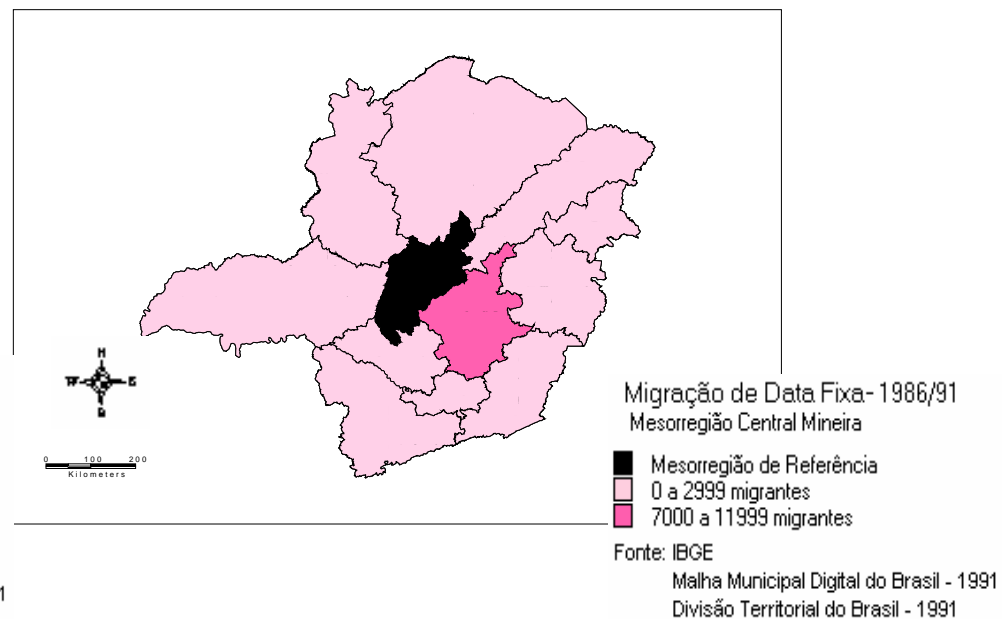 N
W E
S
0 100 200
Kilometers
Migração de Data Fixa- 1986/91
Mesorregião Central Mineira
Mesorregião de Referência
0 a 2999 migrantes
7000 a 11999 migrantes
Fonte: IBGE
Malha Municipal Digital do Brasil - 1991
Divisão Territorial do Brasil - 1991
1